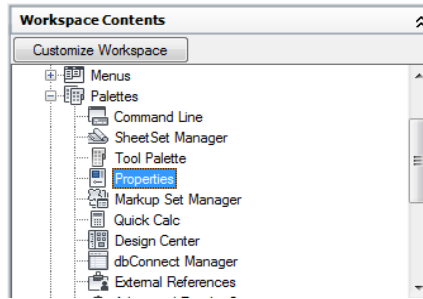 Workspace Contents
Customize Workspace
Menus
Palettes
Command Line
SheetSet Manager
Tool Palette
Properties
Markup Set Manager
Quick Calc
Design Center
dbConnect Manager
External References